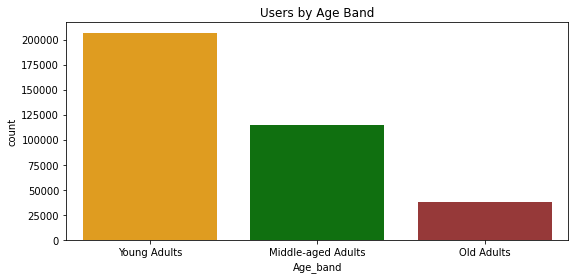 Users by Age Band
200000
175000
150000
125000
100000
75000
50000
25000
0
count
Young Adults Middle-aged Adults Old Adults
Age_band